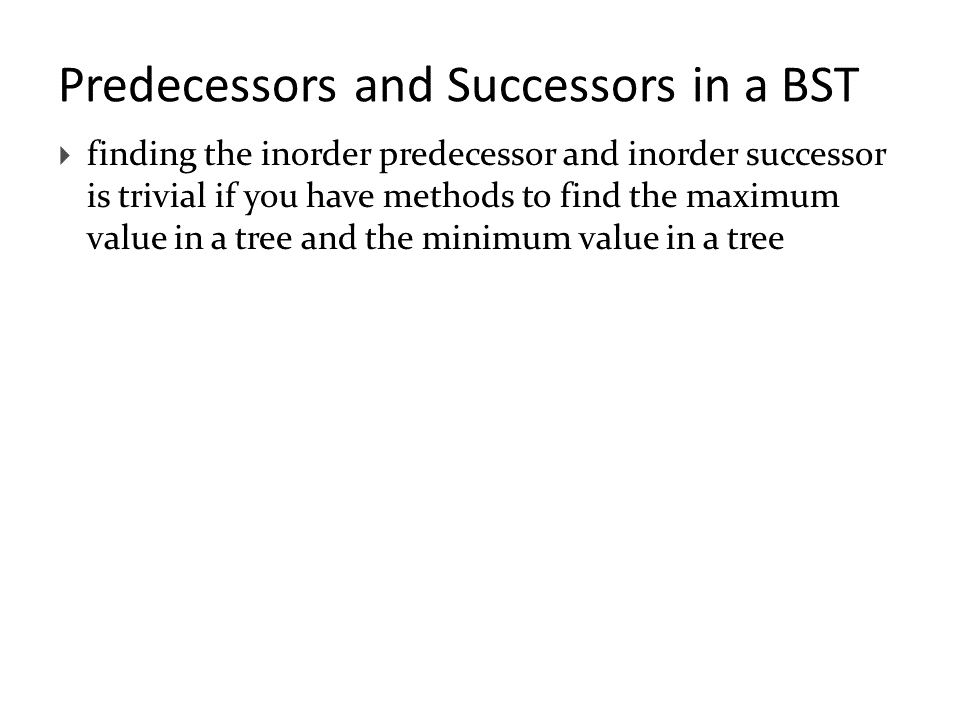 Predecessors and Successors in a BST
finding the inorder predecessor and inorder successor
is trivial if you have methods to find the maximum
value in a tree and the minimum value in a tree